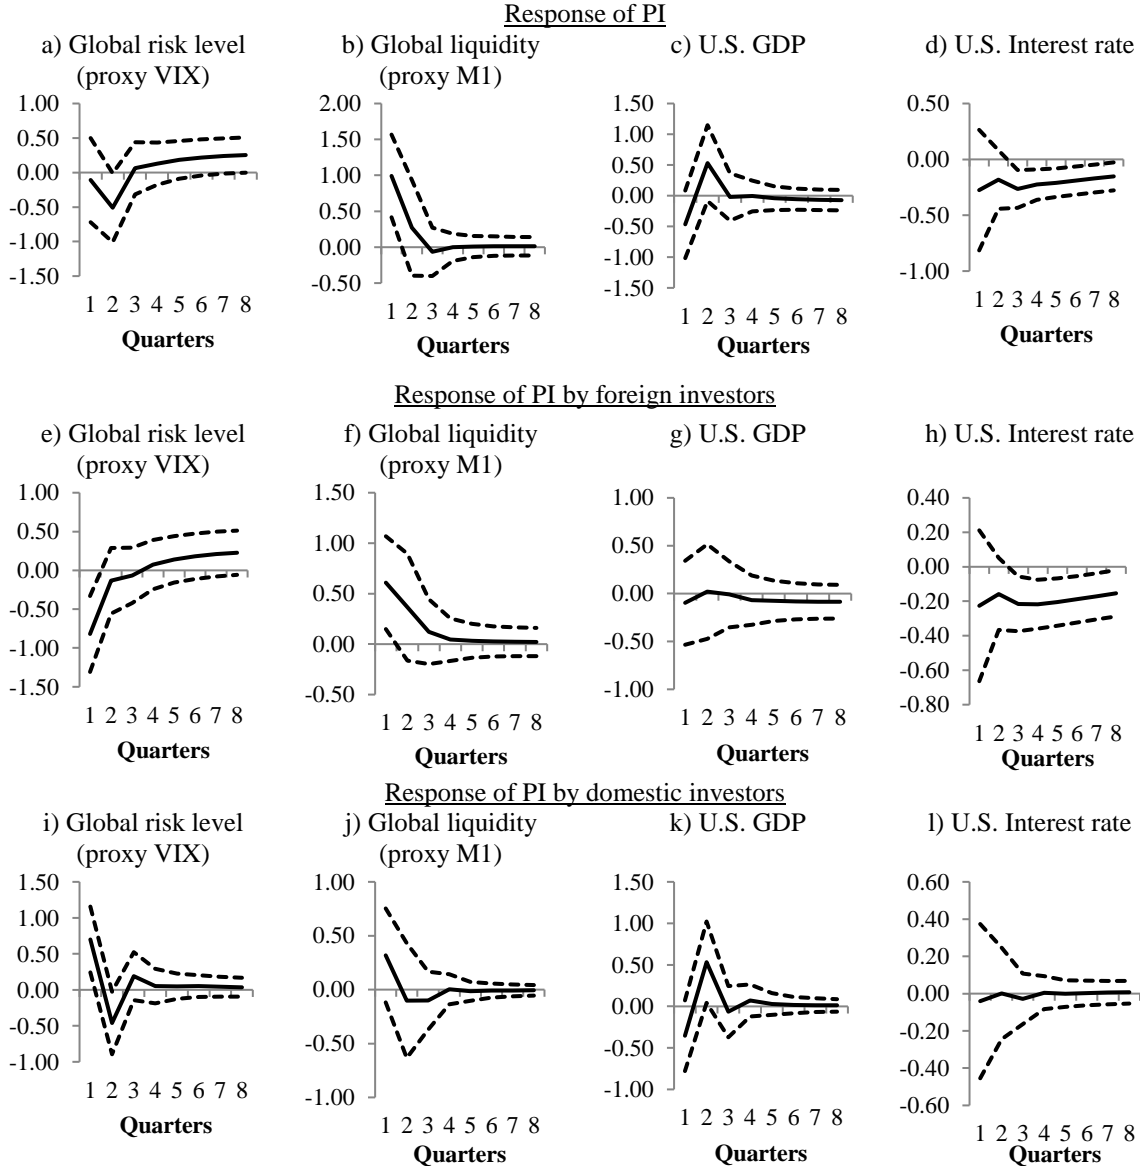 Response of PI
a) Global risk level
(proxy VIX)
b) Global liquidity
(proxy M1)
c) U.S. GDP
d) U.S. Interest rate
1.00
0.50
0.00
-0.50
-1.00
-1.50
1 2 3 4 5 6 7 8
Quarters
2.00
1.50
1.00
0.50
0.00
-0.50
1 2 3 4 5 6 7 8
Quarters
1.50
1.00
0.50
0.00
-0.50
-1.00
-1.50
1 2 3 4 5 6 7 8
Quarters
0.50
0.00
-0.50
-1.00
1 2 3 4 5 6 7 8
Quarters
Response of PI by foreign investors
e) Global risk level
(proxy VIX)
f) Global liquidity
(proxy M1)
g) U.S. GDP
h) U.S. Interest rate
1.00
0.50
0.00
-0.50
-1.00
-1.50
1 2 3 4 5 6 7 8
Quarters
1.50
1.00
0.50
0.00
-0.50
1 2 3 4 5 6 7 8
Quarters
1.00
0.50
0.00
-0.50
-1.00
1 2 3 4 5 6 7 8
Quarters
0.40
0.20
0.00
-0.20
-0.40
-0.60
-0.80
1 2 3 4 5 6 7 8
Quarters
Response of PI by domestic investors
i) Global risk level
(proxy VIX)
j) Global liquidity
(proxy M1)
k) U.S. GDP
l) U.S. Interest rate
1.50
1.00
0.50
0.00
-0.50
-1.00
1 2 3 4 5 6 7 8
Quarters
1.00
0.50
0.00
-0.50
-1.00
1 2 3 4 5 6 7 8
Quarters
1.50
1.00
0.50
0.00
-0.50
-1.00
1 2 3 4 5 6 7 8
Quarters
0.60
0.40
0.20
0.00
-0.20
-0.40
-0.60
1 2 3 4 5 6 7 8
Quarters